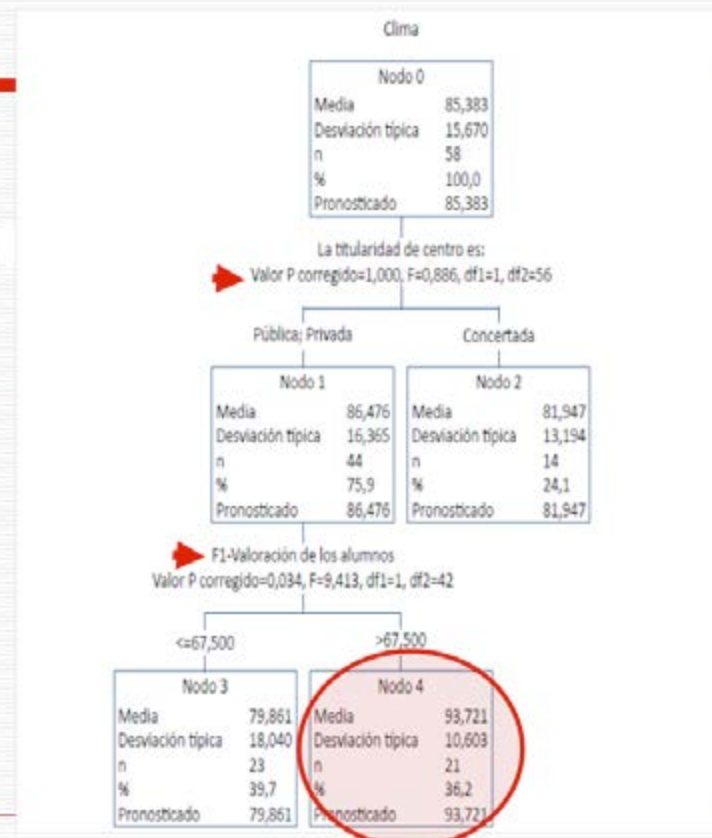 Clima
Nodo 0
Media 85,383
Desviación típica 15,670
n 58
% 100,0
Pronosticado 85,383
La titularidad de centro es:
Valor P corregido=1,000, F=0,886, df1=1, df2=56
Pública; Privada
Concertada
Nodo 1
Media 86,476
Desviación típica 16,365
n 44
% 75,9
Pronosticado 86,476
Nodo 2
Media 81,947
Desviación típica 13,194
n 14
% 24,1
Pronosticado 81,947
F1-Valoración de los alumnos
Valor P corregido=0,034, F=9,413, df1=1, df2=42
<=67,500
>67,500
Nodo 3
Media 79,861
Desviación típica 18,040
n 23
% 39,7
Pronosticado 79,861
Nodo 4
Media 93,721
Desviación típica 10,603
n 21
% 36,2
Pronosticado 93,721